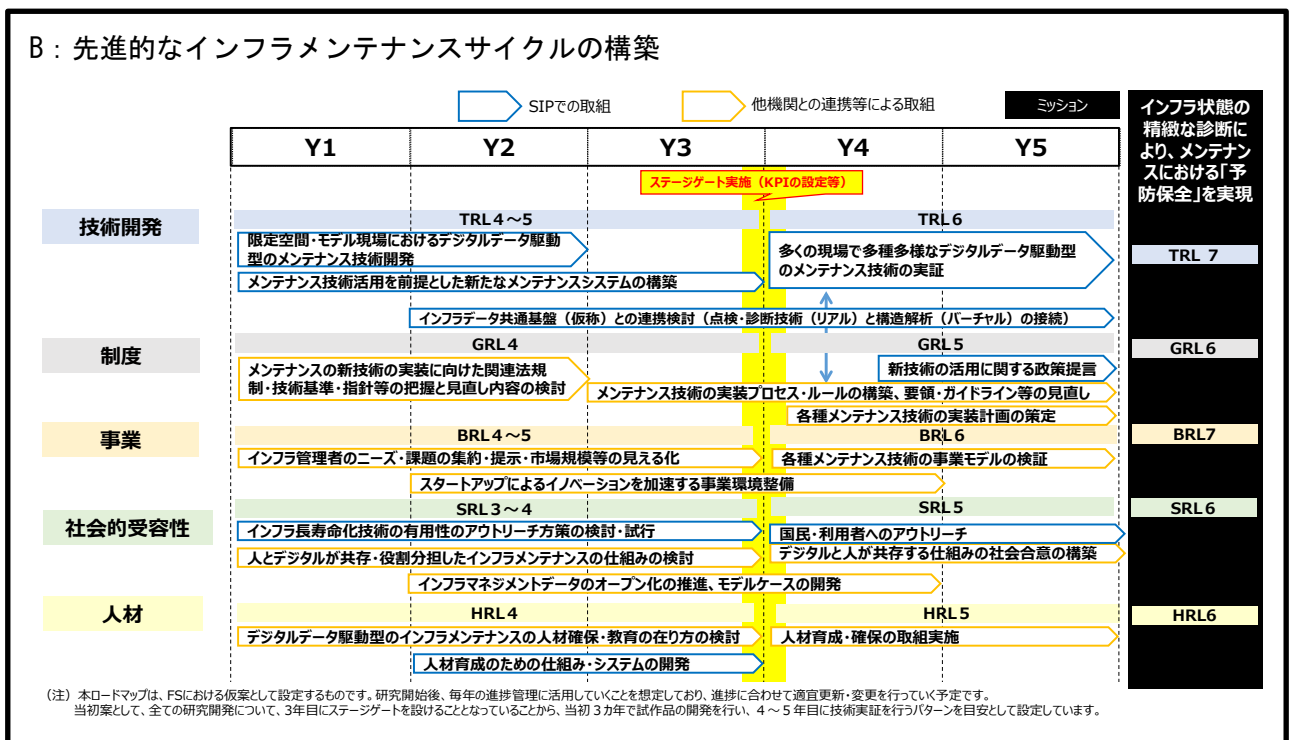 B：先進的なインフラメンテナンスサイクルの構築
SIPでの取組
他機関との連携等による取組
ミッション
インフラ状態の
精緻な診断に
より、メンテナン
スにおける「予
防保全」を実現
Y1
Y2
Y3
Y4
Y5
ステージゲート実施（KPIの設定等）
技術開発
TRL４～５
TRL６
TRL ７
限定空間・モデル現場におけるデジタルデータ駆動
型のメンテナンス技術開発
多くの現場で多種多様なデジタルデータ駆動型
のメンテナンス技術の実証
メンテナンス技術活用を前提とした新たなメンテナンスシステムの構築
インフラデータ共通基盤（仮称）との連携検討（点検・診断技術（リアル）と構造解析（バーチャル）の接続）
制度
GRL４
GRL５
GRL６
メンテナンスの新技術の実装に向けた関連法規
制・技術基準・指針等の把握と見直し内容の検討
新技術の活用に関する政策提言
メンテナンス技術の実装プロセス・ルールの構築、要領・ガイドライン等の見直し
各種メンテナンス技術の実装計画の策定
事業
BRL４～５
BRL６
BRL７
インフラ管理者のニーズ・課題の集約・提示・市場規模等の見える化
各種メンテナンス技術の事業モデルの検証
スタートアップによるイノベーションを加速する事業環境整備
社会的受容性
SRL３～４
SRL５
SRL６
インフラ長寿命化技術の有用性のアウトリーチ方策の検討・試行
国民・利用者へのアウトリーチ
人とデジタルが共存・役割分担したインフラメンテナンスの仕組みの検討
デジタルと人が共存する仕組みの社会合意の構築
インフラマネジメントデータのオープン化の推進、モデルケースの開発
人材
HRL４
HRL５
HRL６
デジタルデータ駆動型のインフラメンテナンスの人材確保・教育の在り方の検討
人材育成・確保の取組実施
人材育成のための仕組み・システムの開発
（注）本ロードマップは、FSにおける仮案として設定するものです。研究開始後、毎年の進捗管理に活用していくことを想定しており、進捗に合わせて適宜更新・変更を行っていく予定です。
当初案として、全ての研究開発について、3年目にステージゲートを設けることとなっていることから、当初３カ年で試作品の開発を行い、４～５年目に技術実証を行うパターンを目安として設定しています。